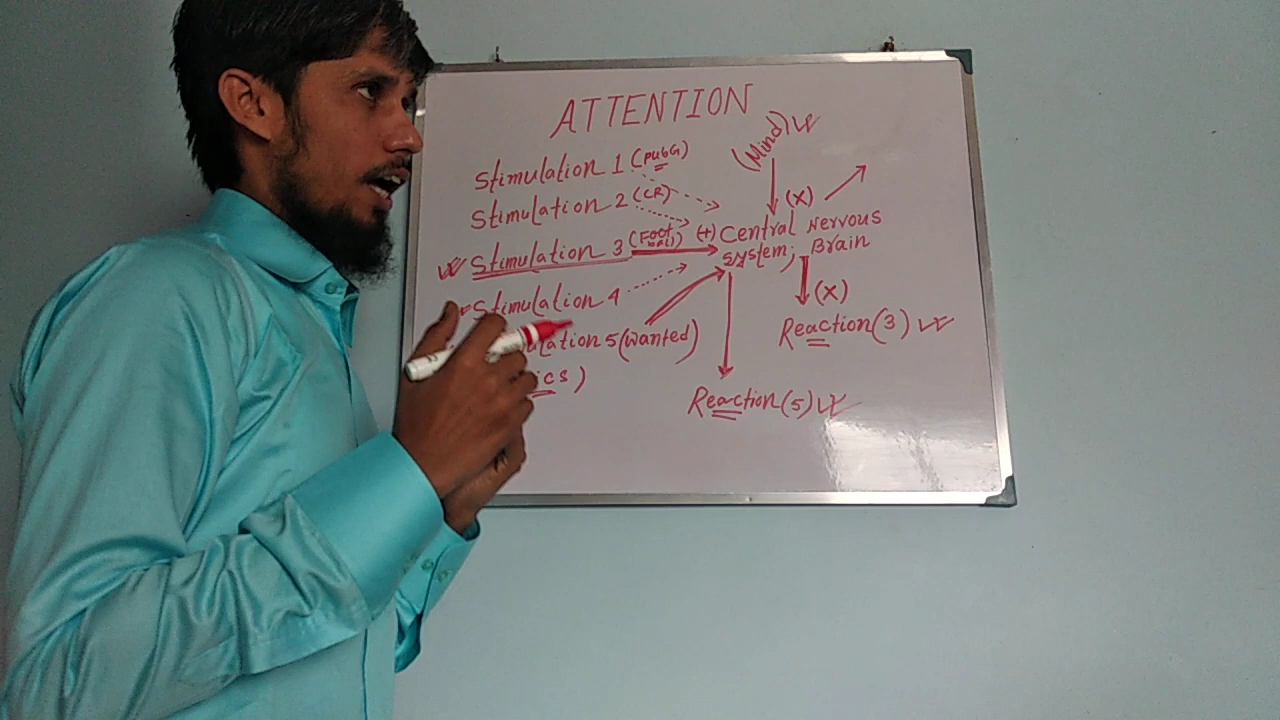 ATTENTION
(Mind)
Stimulation 1 (PUBG)
Stimulation 2 (CR)
(X)
Stimulation 3 (Foot ball) (+) Central Nervous
system; Brain
Stimulation 4
(X)
ulation 5 (Wanted)
Reaction (3)
ics)
Reaction (5)